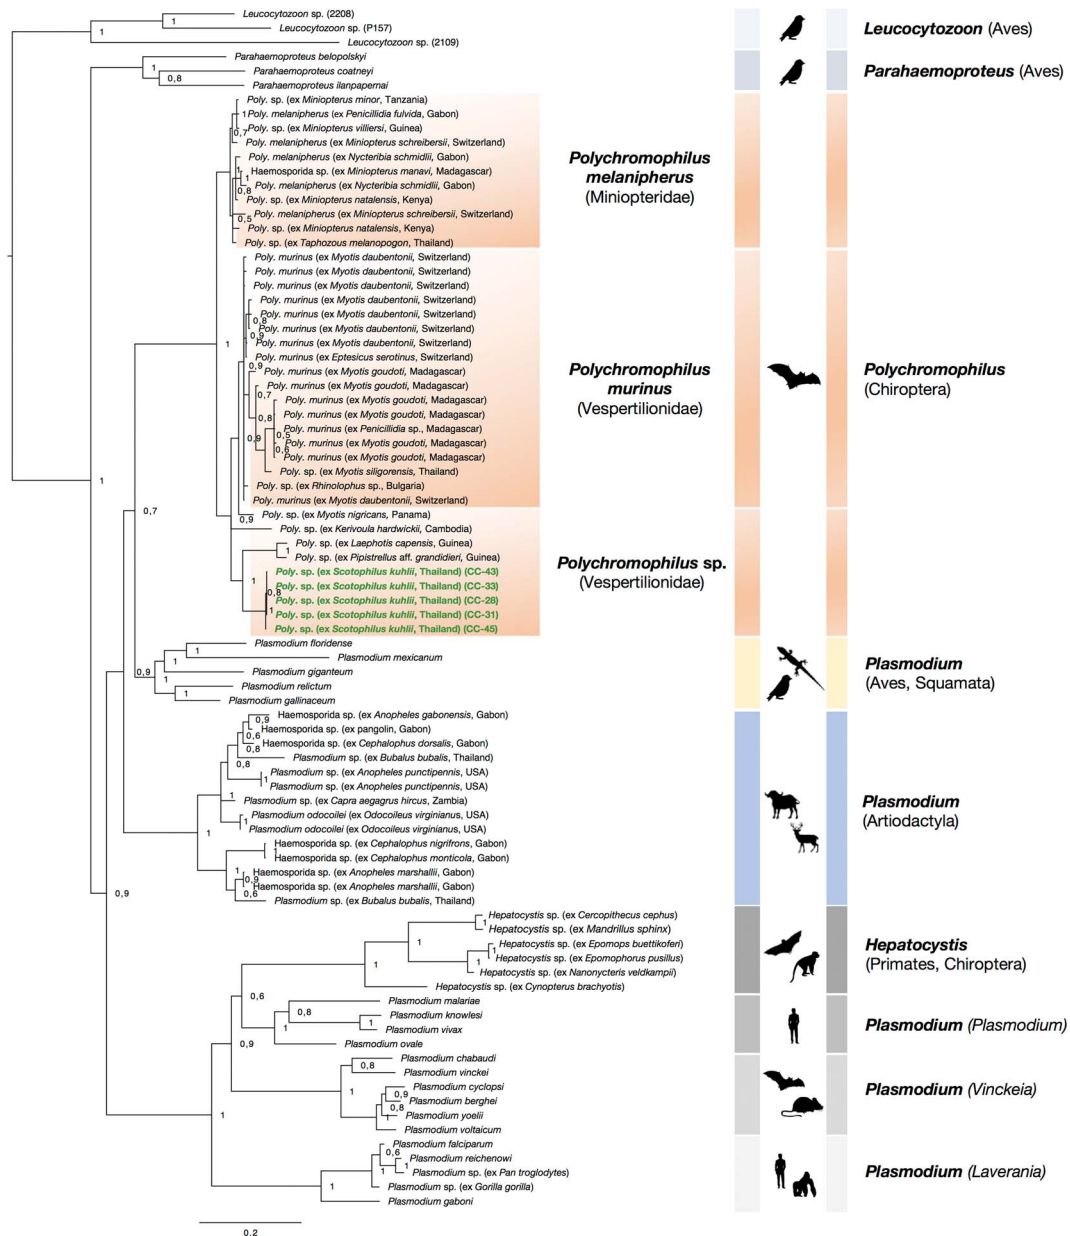 Leucocytozoon sp. (2208)
Leucocytozoon sp. (P157)
1
1
Leucocytozoon (Aves)
Leucocytozoon sp. (2109)
Parahaemoproteus belopolskyi
1
Parahaemoproteus coatneyi
0,8
Parahaemoproteus (Aves)
Parahaemoproteus ilanpapernai
Poly. sp. (ex Miniopterus minor, Tanzania)
1 Poly. melanipherus (ex Penicillidia fulvida, Gabon)
Poly. sp. (ex Miniopterus villiersi, Guinea)
0,7
Poly. melanipherus (ex Miniopterus schreibersii, Switzerland)
Poly. melanipherus (ex Nycteribia schmidlii, Gabon)
1
Haemosporida sp. (ex Miniopterus manavi, Madagascar)
1
Poly. melanipherus (ex Nycteribia schmidlii, Gabon)
0,8
Poly. sp. (ex Miniopterus natalensis, Kenya)
Poly. melanipherus (ex Miniopterus schreibersii, Switzerland)
0,5
Poly. sp. (ex Miniopterus natalensis, Kenya)
Poly. sp. (ex Taphozous melanopogon, Thailand)
Polychromophilus
melanipherus
(Miniopteridae)
Poly. murinus (ex Myotis daubentonii, Switzerland)
Poly. murinus (ex Myotis daubentonii, Switzerland)
Poly. murinus (ex Myotis daubentonii, Switzerland)
Poly. murinus (ex Myotis daubentonii, Switzerland)
Poly. murinus (ex Myotis daubentonii, Switzerland)
0,8
Poly. murinus (ex Myotis daubentonii, Switzerland)
0,9
Poly. murinus (ex Myotis daubentonii, Switzerland)
1
Poly. murinus (ex Eptesicus serotinus, Switzerland)
0,9
Poly. murinus (ex Myotis goudoti, Madagascar)
Poly. murinus (ex Myotis goudoti, Madagascar)
0,7
Poly. murinus (ex Myotis goudoti, Madagascar)
Poly. murinus (ex Myotis goudoti, Madagascar)
0,8
Poly. murinus (ex Penicillidia sp., Madagascar)
0,9
0,5
Poly. murinus (ex Myotis goudoti, Madagascar)
0,6
Poly. murinus (ex Myotis goudoti, Madagascar)
Poly. sp. (ex Myotis siligorensis, Thailand)
Poly. sp. (ex Rhinolophus sp., Bulgaria)
Poly. murinus (ex Myotis daubentonii, Switzerland)
Polychromophilus
murinus
(Vespertilionidae)
Polychromophilus
(Chiroptera)
Poly. sp. (ex Myotis nigricans, Panama)
0,9
Poly. sp. (ex Kerivoula hardwickii, Cambodia)
Poly. sp. (ex Laephotis capensis, Guinea)
1
Poly. sp. (ex Pipistrellus aff. grandidieri, Guinea)
Poly. sp. (ex Scotophilus kuhlii, Thailand) (CC-43)
1
Poly. sp. (ex Scotophilus kuhlii, Thailand) (CC-33)
0,8
Poly. sp. (ex Scotophilus kuhlii, Thailand) (CC-28)
1
Poly. sp. (ex Scotophilus kuhlii, Thailand) (CC-31)
Poly. sp. (ex Scotophilus kuhlii, Thailand) (CC-45)
Polychromophilus sp.
(Vespertilionidae)
1
0,7
Plasmodium floridense
1
Plasmodium mexicanum
0,9
Plasmodium giganteum
1
Plasmodium relictum
1
Plasmodium gallinaceum
Plasmodium
(Aves, Squamata)
Haemosporida sp. (ex Anopheles gabonensis, Gabon)
0,9
Haemosporida sp. (ex pangolin, Gabon)
0,6
Haemosporida sp. (ex Cephalophus dorsalis, Gabon)
0,8
Plasmodium sp. (ex Bubalus bubalis, Thailand)
0,8
Plasmodium sp. (ex Anopheles punctipennis, USA)
1
Plasmodium sp. (ex Anopheles punctipennis, USA)
1
Plasmodium sp. (ex Capra aegagrus hircus, Zambia)
Plasmodium odocoilei (ex Odocoileus virginianus, USA)
1
Plasmodium odocoilei (ex Odocoileus virginianus, USA)
1
Haemosporida sp. (ex Cephalophus nigrifrons, Gabon)
1
Haemosporida sp. (ex Cephalophus monticola, Gabon)
1
Haemosporida sp. (ex Anopheles marshallii, Gabon)
0,9
Haemosporida sp. (ex Anopheles marshallii, Gabon)
0,6
Plasmodium sp. (ex Bubalus bubalis, Thailand)
Plasmodium
(Artiodactyla)
0,9
Hepatocystis sp. (ex Cercopithecus cephus)
1
Hepatocystis sp. (ex Mandrillus sphinx)
1
Hepatocystis sp. (ex Epomops buettikoferi)
1
Hepatocystis sp. (ex Epomophorus pusillus)
1
1
Hepatocystis sp. (ex Nanonycteris veldkampii)
Hepatocystis sp. (ex Cynopterus brachyotis)
Hepatocystis
(Primates, Chiroptera)
0,6
Plasmodium malariae
0,8
Plasmodium knowlesi
1
1
Plasmodium vivax
Plasmodium ovale
0,9
Plasmodium (Plasmodium)
Plasmodium chabaudi
0,8
Plasmodium vinckei
Plasmodium cyclopsi
1
0,9
Plasmodium berghei
0,8
Plasmodium yoelii
1
Plasmodium voltaicum
Plasmodium (Vinckeia)
1
Plasmodium falciparum
0,6
Plasmodium reichenowi
1
1
Plasmodium sp. (ex Pan troglodytes)
Plasmodium sp. (ex Gorilla gorilla)
1
Plasmodium gaboni
Plasmodium (Laverania)
0.2